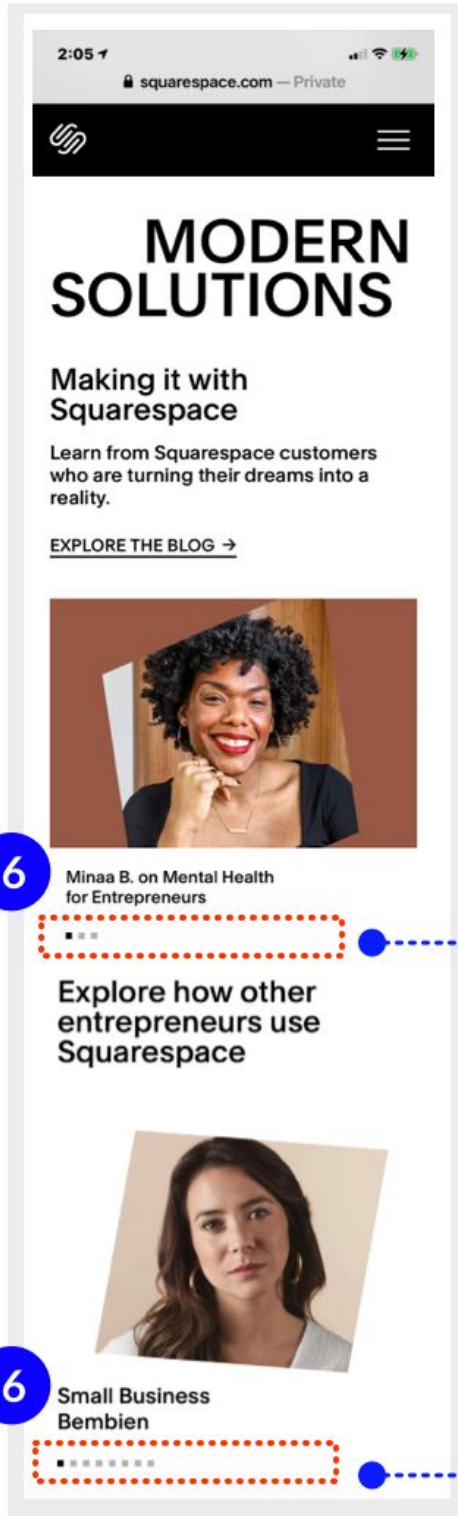 2:05
squarespace.com — Private
MODERN
SOLUTIONS
Making it with
Squarespace
Learn from Squarespace customers
who are turning their dreams into a
reality.
EXPLORE THE BLOG →
6
Minaa B. on Mental Health
for Entrepreneurs
Explore how other
entrepreneurs use
Squarespace
6
Small Business
Bembien